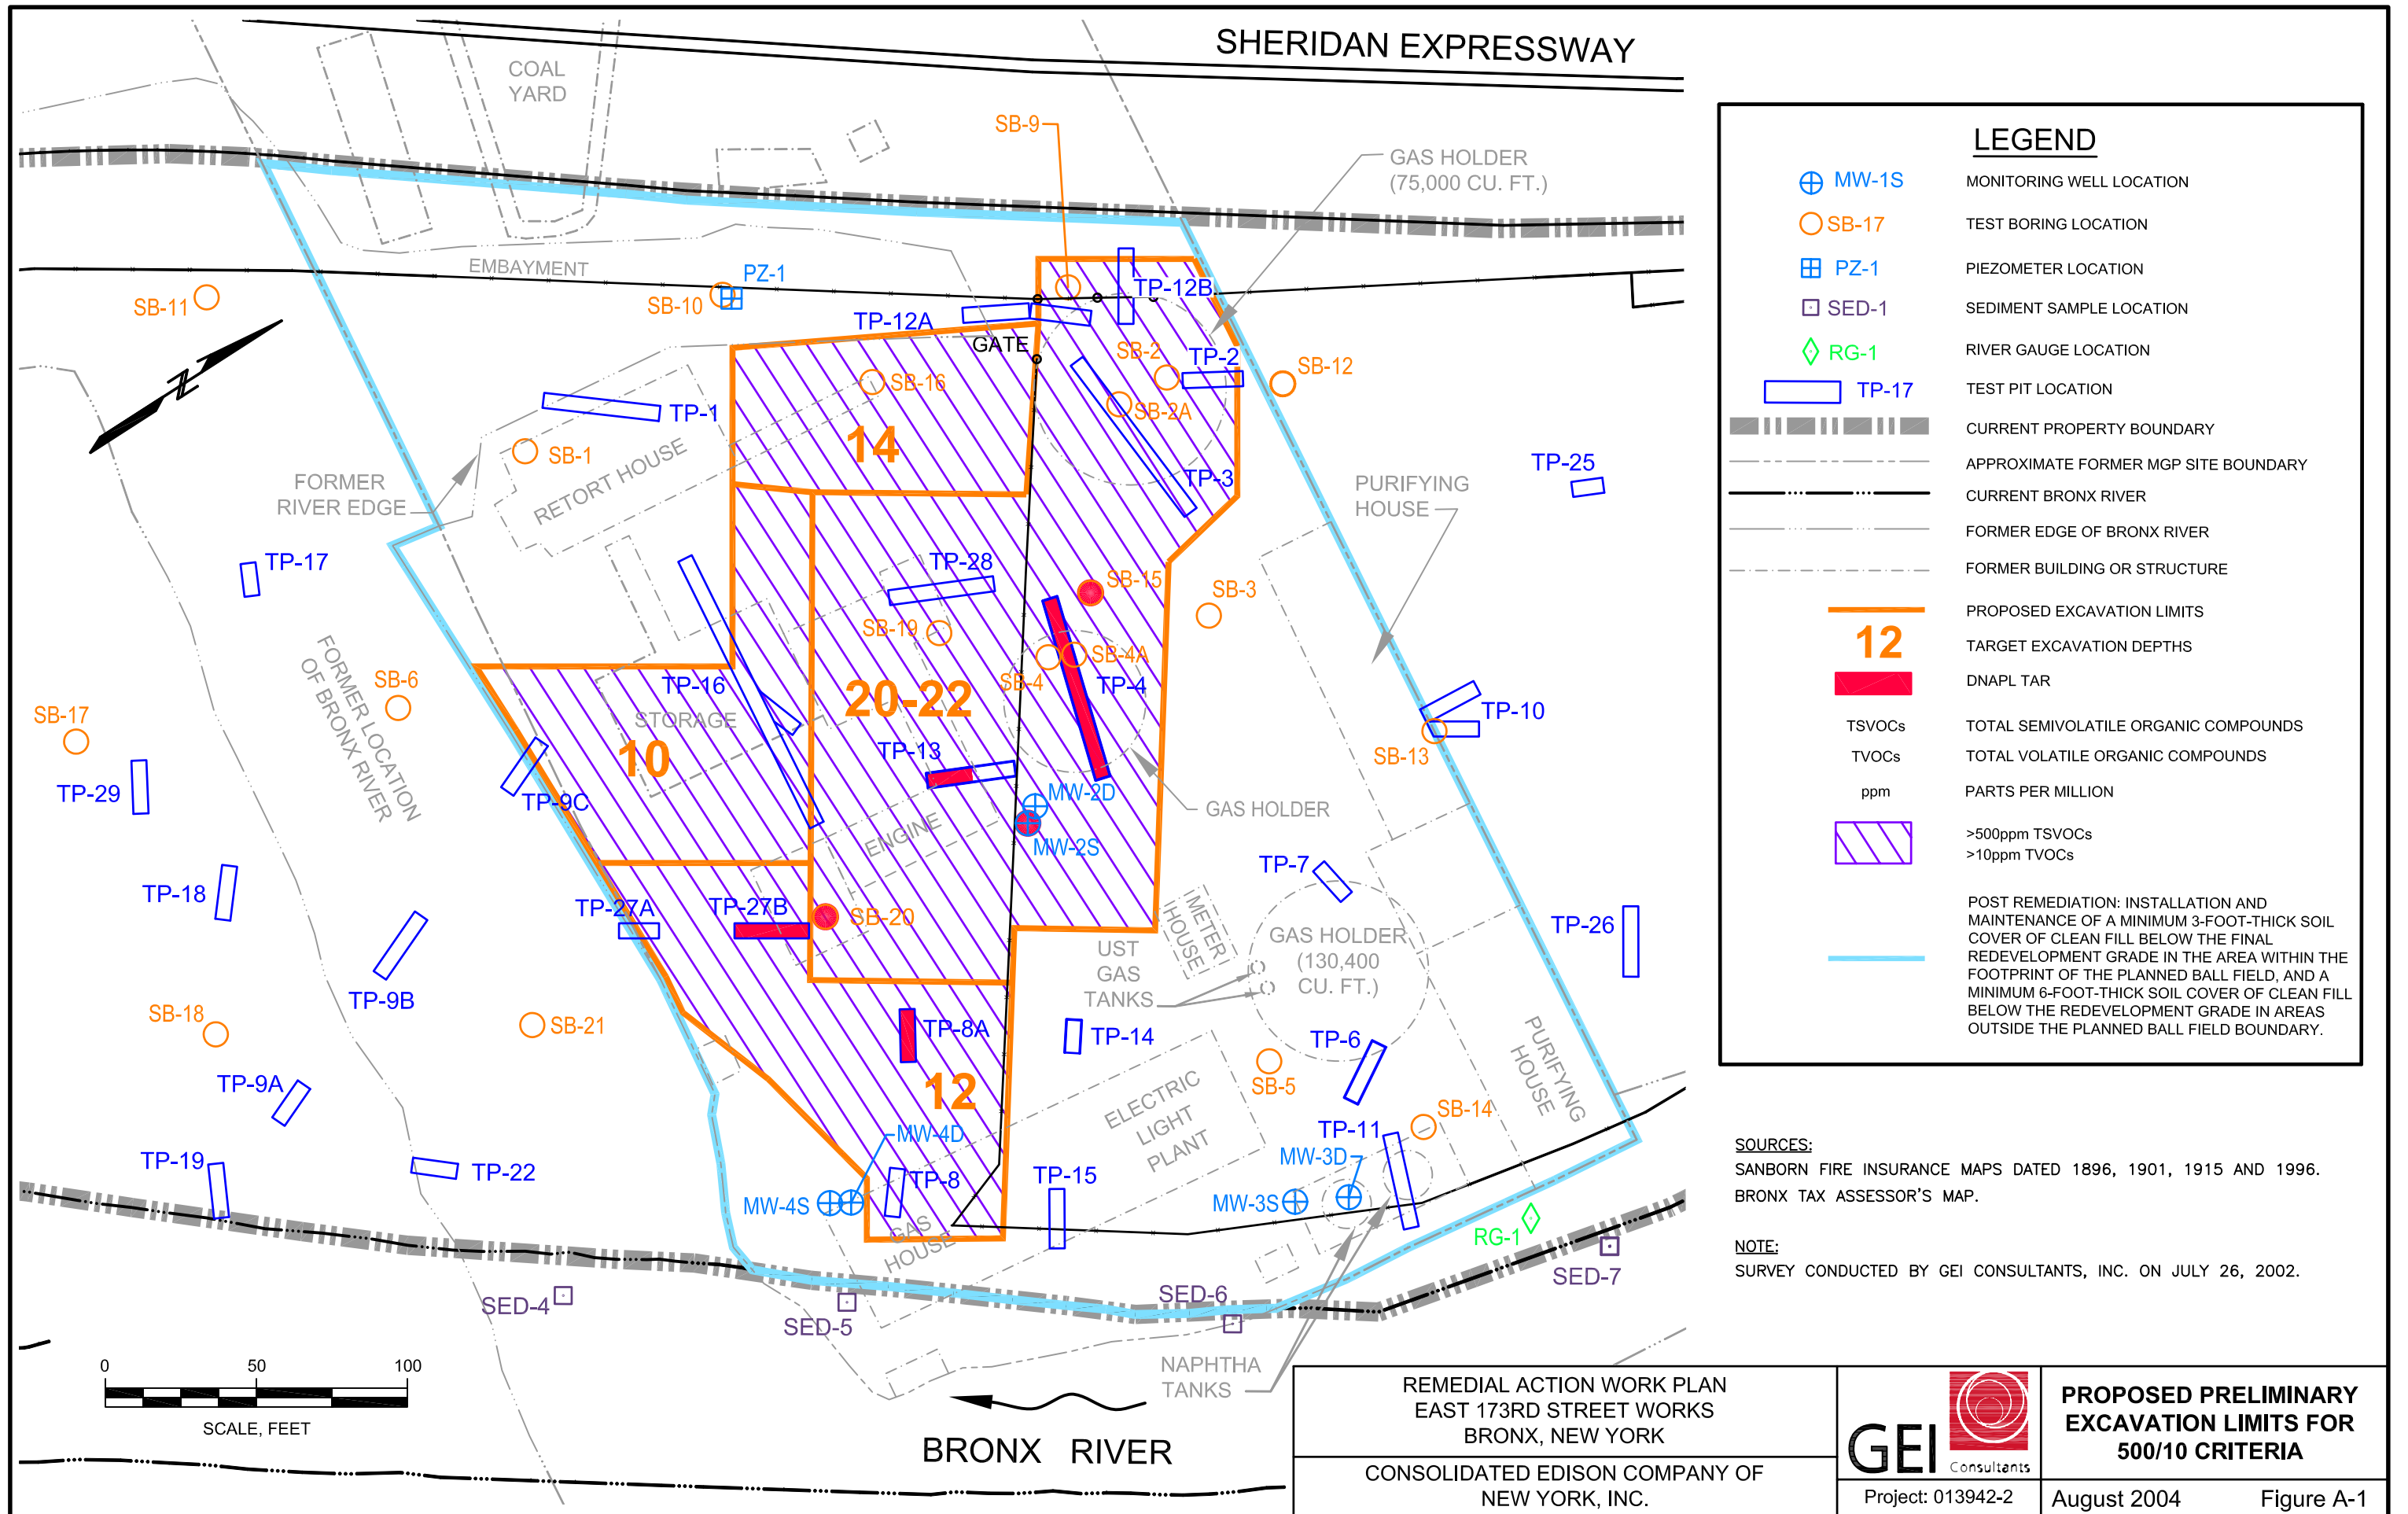 SHERIDAN EXPRESSWAY
COAL
YARD
SB-9
GAS HOLDER
(75,000 CU. FT.)
EMBAYMENT
PZ-1
SB-10
SB-11
TP-12B
TP-12A
GATE
SB-2
TP-2
SB-12
SB-16
SB-2A
TP-1
14
SB-1
RETORT HOUSE
FORMER
RIVER EDGE
TP-3
PURIFYING
HOUSE
TP-25
TP-17
TP-28
SB-15
SB-3
FORMER LOCATION
OF BRONX RIVER
SB-19
SB-4A
SB-4
TP-4
SB-6
TP-16
20-22
STORAGE
SB-17
TP-10
SB-13
10
TP-13
TP-29
TP-9C
MW-2D
GAS HOLDER
ENGINE
MW-2S
TP-7
TP-18
TP-27A
TP-27B
SB-20
METER
HOUSE
GAS HOLDER
(130,400
CU. FT.)
TP-26
UST
GAS
TANKS
TP-9B
SB-18
SB-21
TP-8A
TP-14
TP-6
PURIFYING
HOUSE
TP-9A
12
SB-5
ELECTRIC
LIGHT
PLANT
SB-14
TP-11
MW-4D
TP-19
TP-22
TP-8
TP-15
MW-3D
MW-4S
MW-3S
GAS
HOUSE
RG-1
SED-7
SED-4
SED-5
SED-6
NAPHTHA
TANKS
0 50 100
SCALE, FEET
BRONX RIVER
LEGEND
MW-1S MONITORING WELL LOCATION
SB-17 TEST BORING LOCATION
PZ-1 PIEZOMETER LOCATION
SED-1 SEDIMENT SAMPLE LOCATION
RG-1 RIVER GAUGE LOCATION
TP-17 TEST PIT LOCATION
CURRENT PROPERTY BOUNDARY
APPROXIMATE FORMER MGP SITE BOUNDARY
CURRENT BRONX RIVER
FORMER EDGE OF BRONX RIVER
FORMER BUILDING OR STRUCTURE
PROPOSED EXCAVATION LIMITS
12 TARGET EXCAVATION DEPTHS
DNAPL TAR
TSVOCs TOTAL SEMIVOLATILE ORGANIC COMPOUNDS
TVOCs TOTAL VOLATILE ORGANIC COMPOUNDS
ppm PARTS PER MILLION
>500ppm TSVOCs
>10ppm TVOCs
POST REMEDIATION: INSTALLATION AND
MAINTENANCE OF A MINIMUM 3-FOOT-THICK SOIL
COVER OF CLEAN FILL BELOW THE FINAL
REDEVELOPMENT GRADE IN THE AREA WITHIN THE
FOOTPRINT OF THE PLANNED BALL FIELD, AND A
MINIMUM 6-FOOT-THICK SOIL COVER OF CLEAN FILL
BELOW THE REDEVELOPMENT GRADE IN AREAS
OUTSIDE THE PLANNED BALL FIELD BOUNDARY.
SOURCES:
SANBORN FIRE INSURANCE MAPS DATED 1896, 1901, 1915 AND 1996.
BRONX TAX ASSESSOR'S MAP.
NOTE:
SURVEY CONDUCTED BY GEI CONSULTANTS, INC. ON JULY 26, 2002.
REMEDIAL ACTION WORK PLAN
EAST 173RD STREET WORKS
BRONX, NEW YORK
CONSOLIDATED EDISON COMPANY OF
NEW YORK, INC.
GEI Consultants
Project: 013942-2
PROPOSED PRELIMINARY
EXCAVATION LIMITS FOR
500/10 CRITERIA
August 2004 Figure A-1